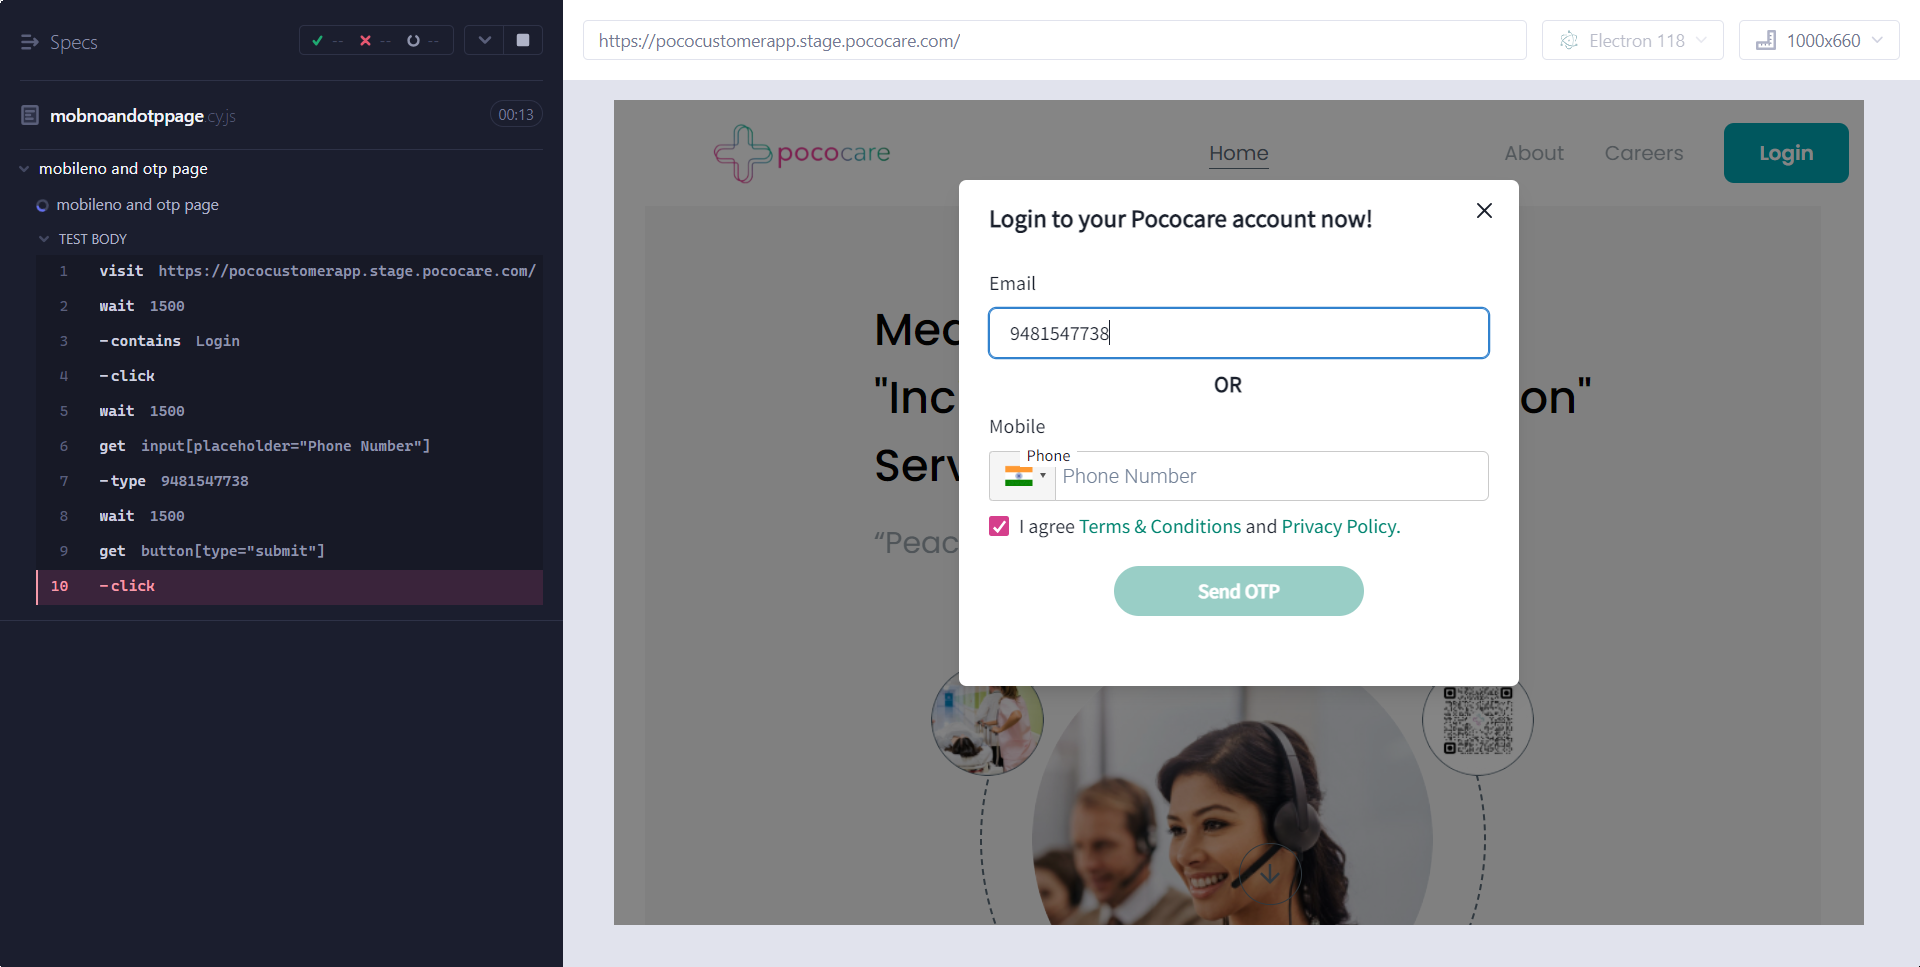 Specs
-- -- --
mobnoandotppage.cy.js 00:13
mobileno and otp page
mobileno and otp page
TEST BODY
1 visit https://pococustomerapp.stage.pococare.com/
2 wait 1500
3 -contains Login
4 -click
5 wait 1500
6 get input[placeholder="Phone Number"]
7 -type 9481547738
8 wait 1500
9 get button[type="submit"]
10 -click
https://pococustomerapp.stage.pococare.com/ Electron 118 1000x660
pococare Home About Careers Login
Login to your Pococare account now!
Email
9481547738
OR
Mobile
Phone
Phone Number
I agree Terms & Conditions and Privacy Policy.
Send OTP
"Inc on"
“Peac